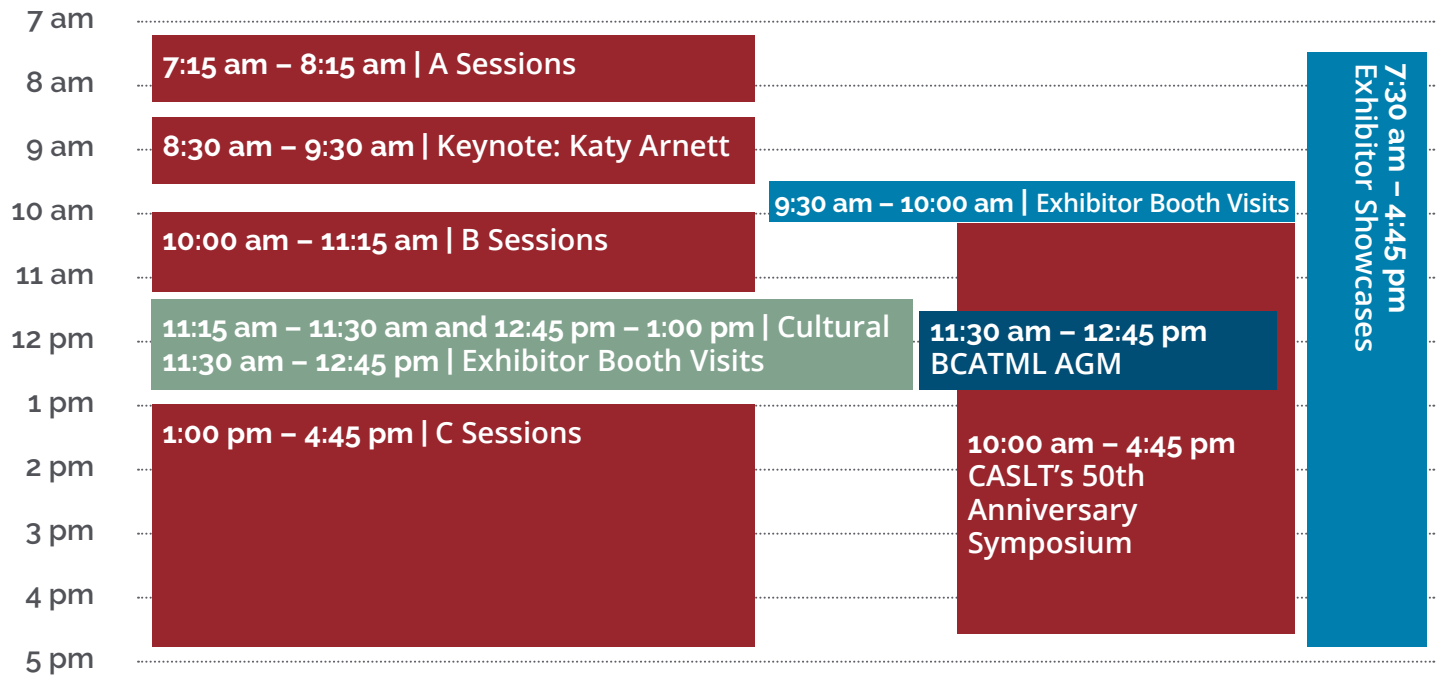 7 am
8 am
9 am
10 am
11 am
12 pm
1 pm
2 pm
3 pm
4 pm
5 pm
7:15 am – 8:15 am | A Sessions
8:30 am – 9:30 am | Keynote: Katy Arnett
9:30 am – 10:00 am | Exhibitor Booth Visits
10:00 am – 11:15 am | B Sessions
11:15 am – 11:30 am and 12:45 pm – 1:00 pm | Cultural
11:30 am – 12:45 pm | Exhibitor Booth Visits
11:30 am – 12:45 pm
BCATML AGM
1:00 pm – 4:45 pm | C Sessions
10:00 am – 4:45 pm
CASLT's 50th
Anniversary
Symposium
7:30 am – 4:45 pm
Exhibitor Showcases